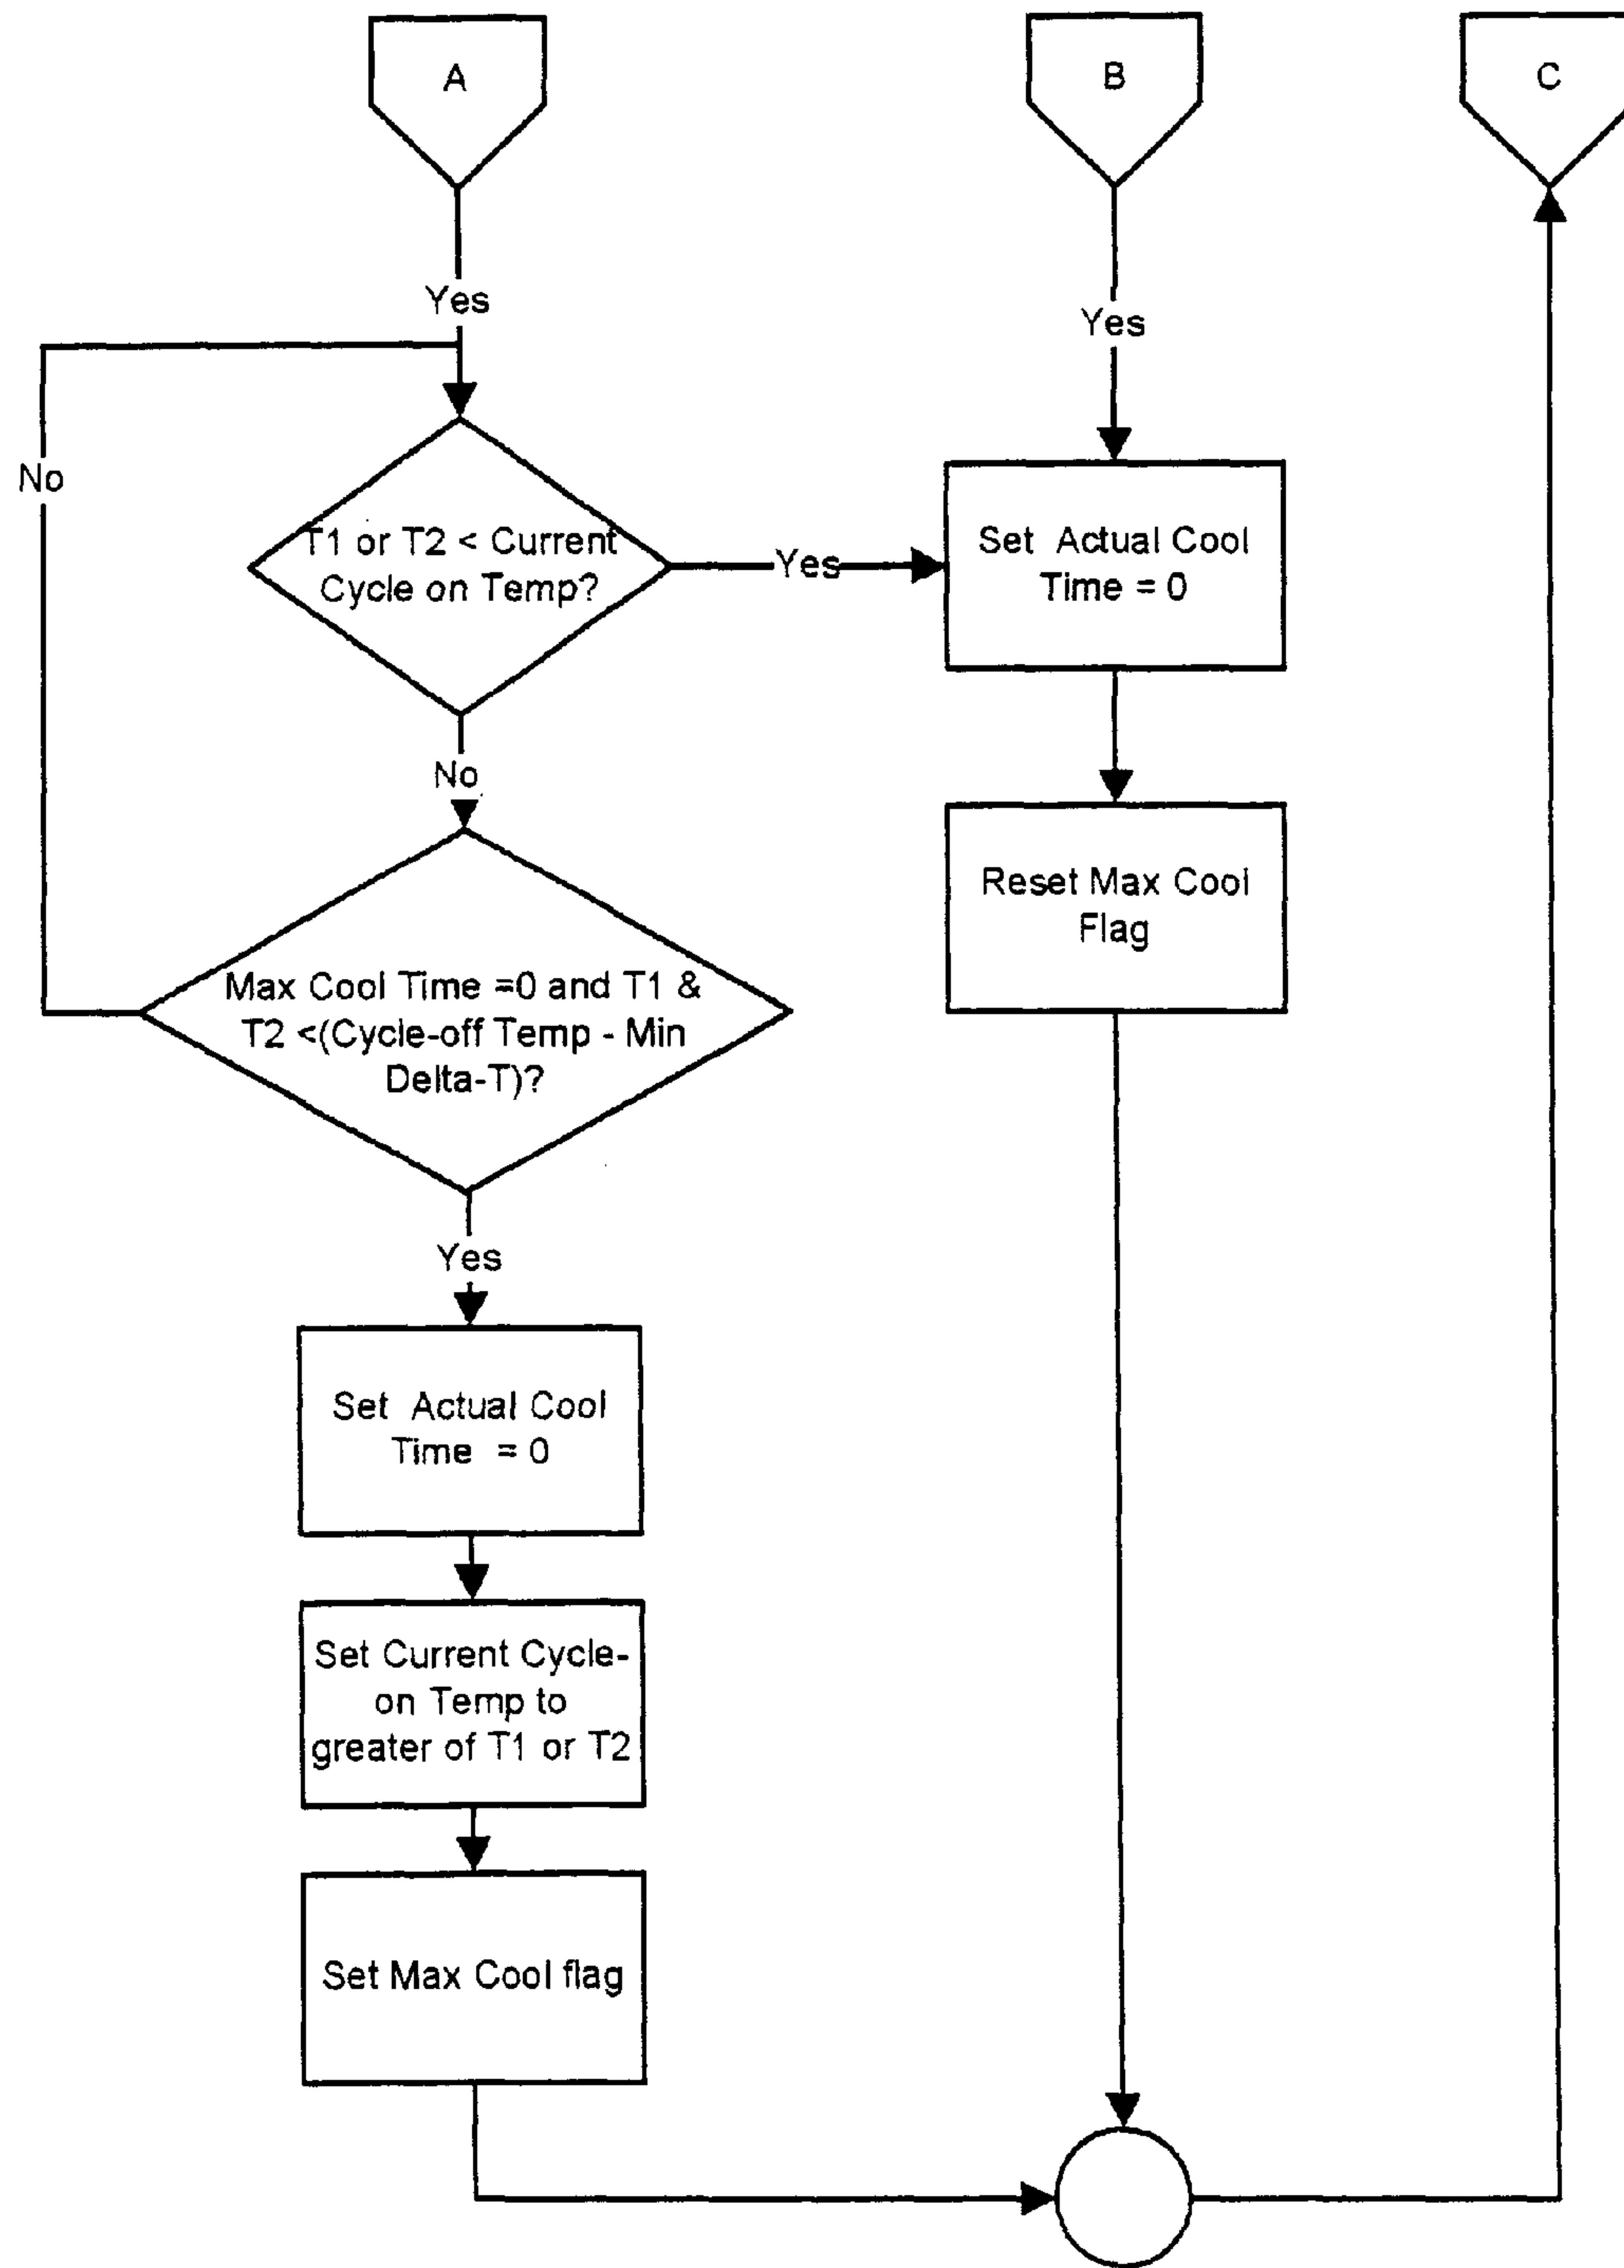 A
B
C
Yes
Yes
No
T1 or T2 < Current
Cycle on Temp?
Yes
Set Actual Cool
Time = 0
No
Reset Max Cool
Flag
Max Cool Time =0 and T1 &
T2 <(Cycle-off Temp - Min
Delta-T)?
Yes
Set Actual Cool
Time = 0
Set Current Cycle-
on Temp to
greater of T1 or T2
Set Max Cool flag